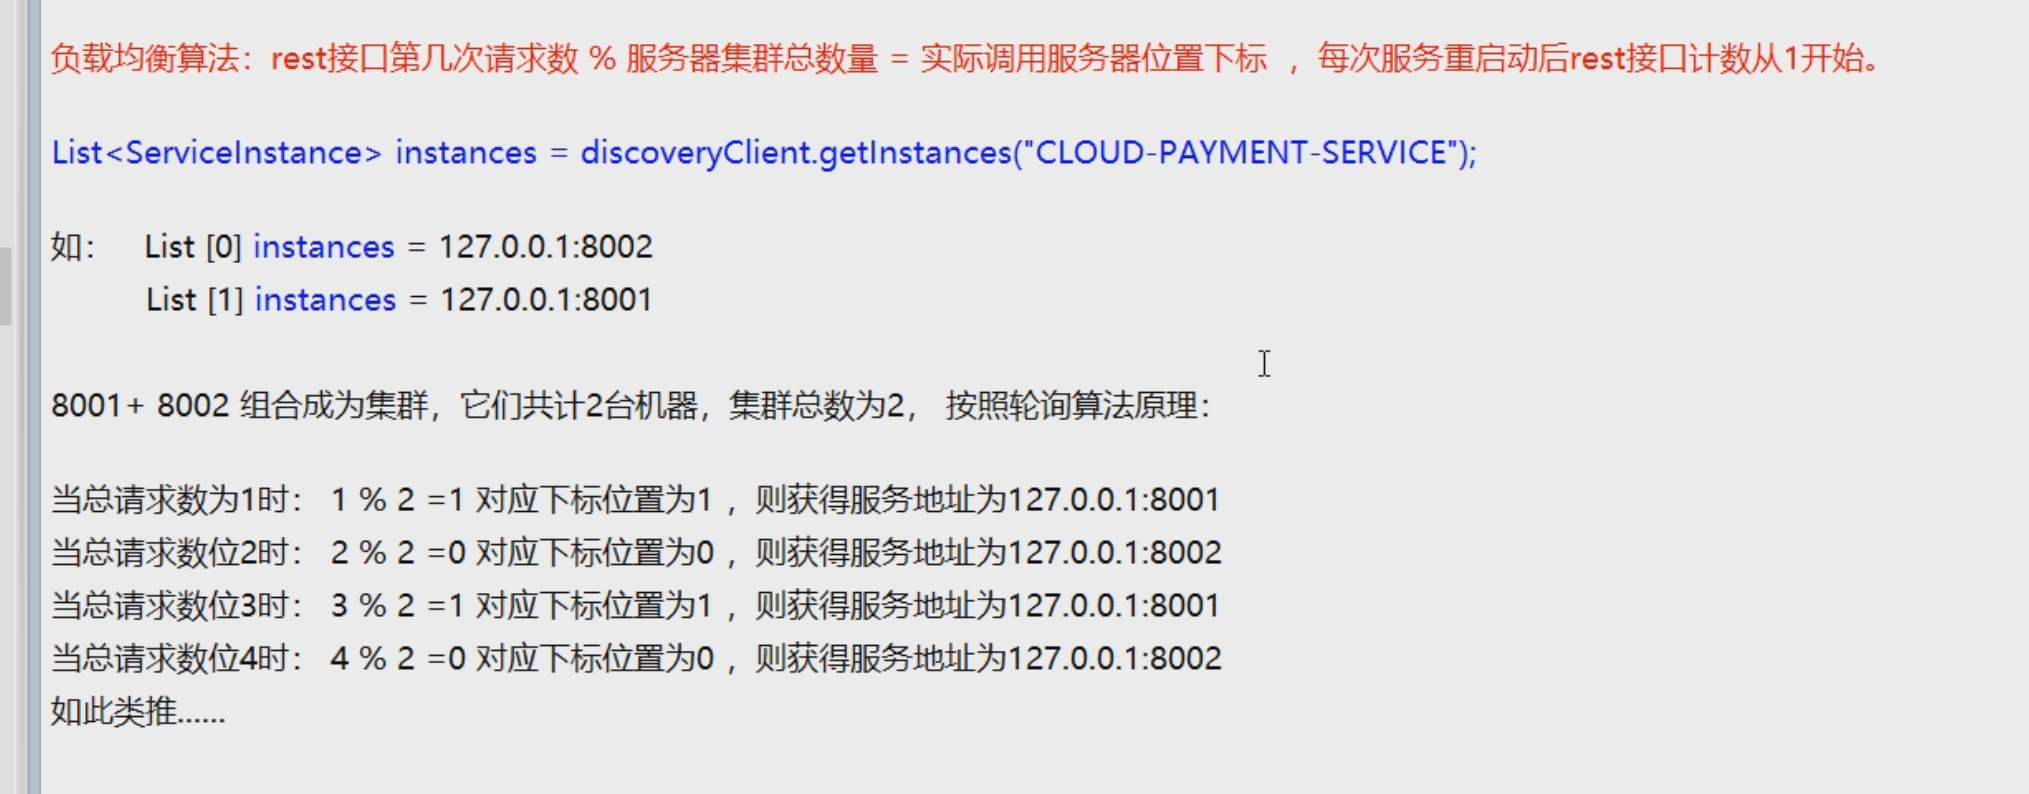 负载均衡算法：rest接口第几次请求数 % 服务器集群总数量 = 实际调用服务器位置下标 ，每次服务重启动后rest接口计数从1开始。
List<ServiceInstance> instances = discoveryClient.getInstances("CLOUD-PAYMENT-SERVICE");
如： List [0] instances = 127.0.0.1:8002
List [1] instances = 127.0.0.1:8001
8001+ 8002 组合成为集群，它们共计2台机器，集群总数为2， 按照轮询算法原理：
当总请求数为1时： 1 % 2 =1 对应下标位置为1 ，则获得服务地址为127.0.0.1:8001
当总请求数位2时： 2 % 2 =0 对应下标位置为0 ，则获得服务地址为127.0.0.1:8002
当总请求数位3时： 3 % 2 =1 对应下标位置为1 ，则获得服务地址为127.0.0.1:8001
当总请求数位4时： 4 % 2 =0 对应下标位置为0 ，则获得服务地址为127.0.0.1:8002
如此类推......